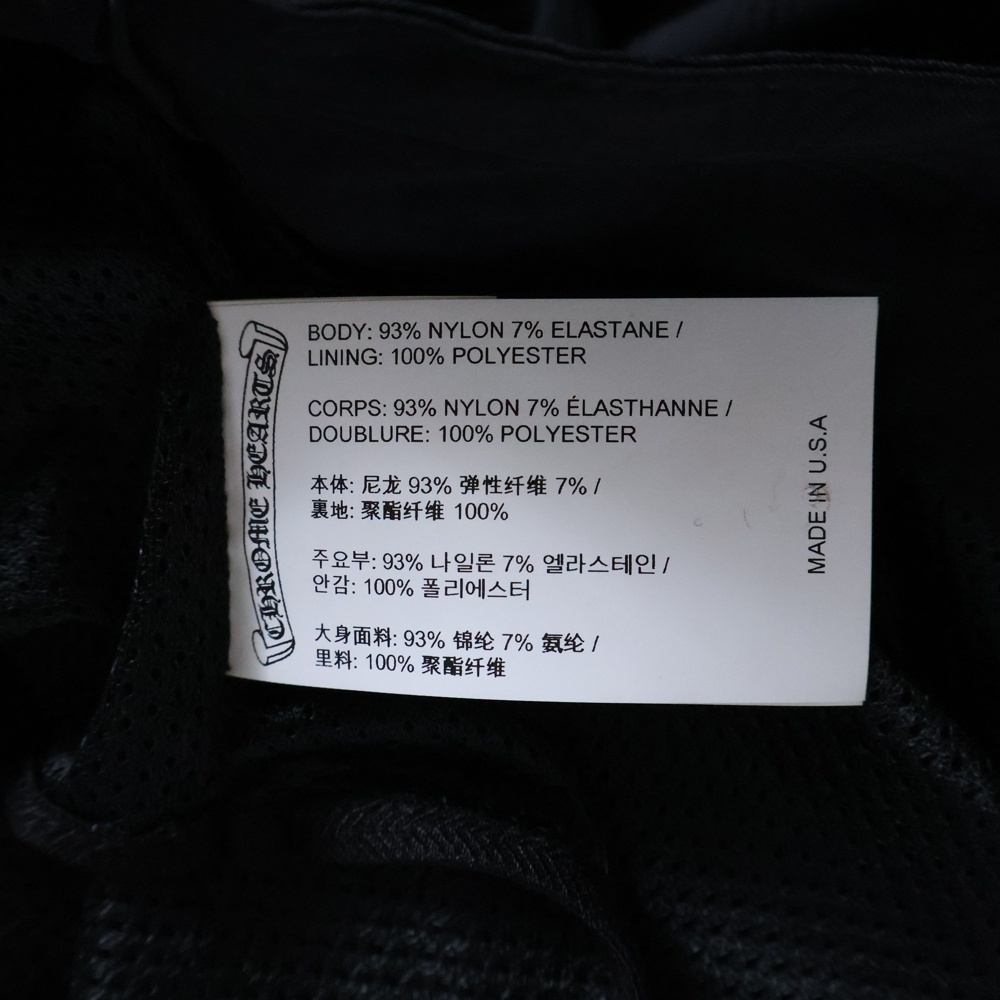 CHROME HEARTS
BODY: 93% NYLON 7% ELASTANE /
LINING: 100% POLYESTER
CORPS: 93% NYLON 7% ÉLASTHANNE /
DOUBLURE: 100% POLYESTER
本体: 尼龙 93% 弹性纤维 7% /
裏地: 聚酯纤维 100%
주요부: 93% 나일론 7% 엘라스테인 /
안감: 100% 폴리에스터
大身面料: 93% 锦纶 7% 氨纶 /
里料: 100% 聚酯纤维
MADE IN U.S.A